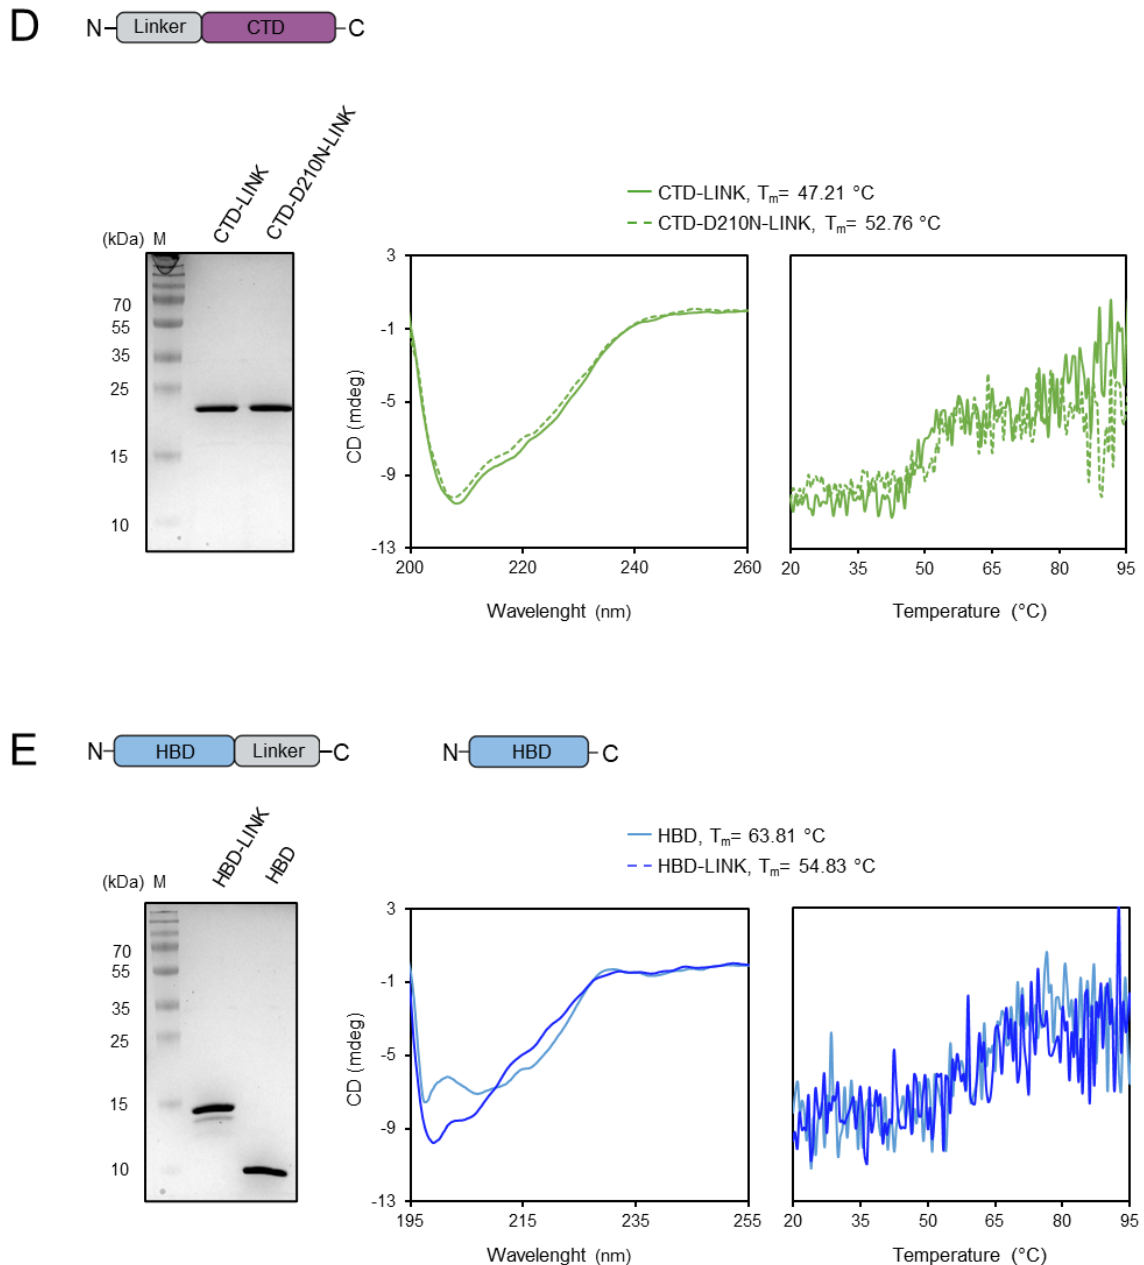 D
N Linker CTD C
CTD-LINK
CTD-D210N-LINK
(kDa) M
70
55
35
25
15
10
CTD-LINK, Tm= 47.21 °C
CTD-D210N-LINK, Tm= 52.76 °C
CD (mdeg)
3
-1
-5
-9
-13
200 220 240 260
Wavelenght (nm)
20 35 50 65 80 95
Temperature (°C)
E
N HBD Linker C
N HBD C
HBD-LINK
HBD
(kDa) M
70
55
35
25
15
10
HBD, Tm= 63.81 °C
HBD-LINK, Tm= 54.83 °C
CD (mdeg)
3
-1
-5
-9
-13
195 215 235 255
Wavelenght (nm)
20 35 50 65 80 95
Temperature (°C)